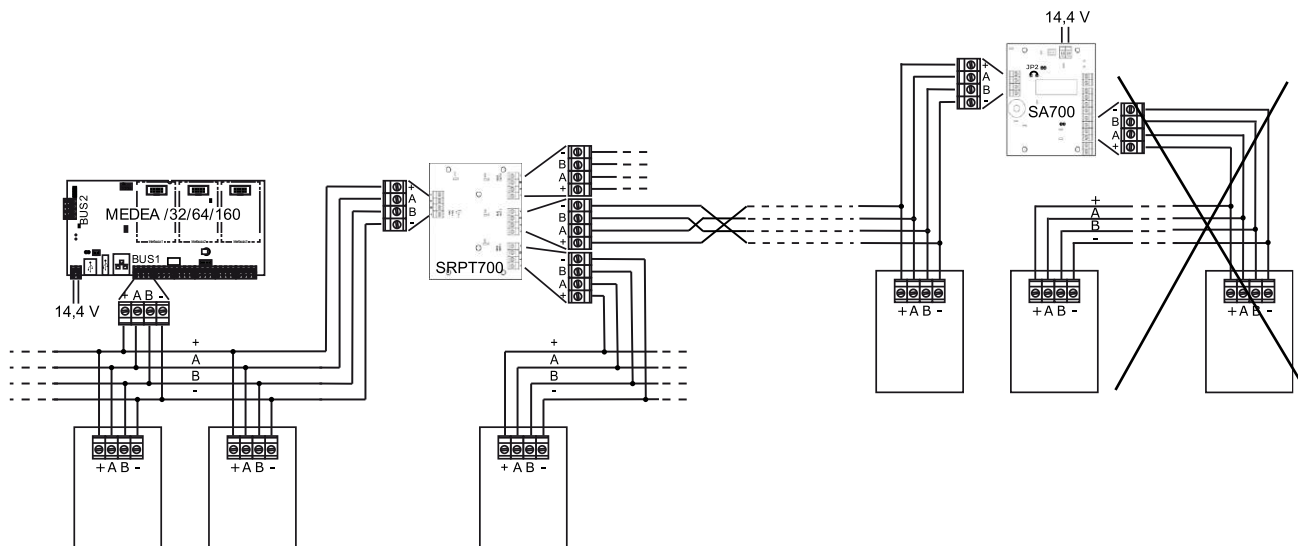 MEDEA /32/64/160
BUS2
BUS1
14,4 V
+ A B -
+
A
B
-
+ A B -
+ A B -
+
A
B
-
SRPT700
-
B
A
+
-
B
A
+
-
B
A
+
+
A
B
-
+ A B -
14,4 V
JP2
SA700
+
A
B
-
-
B
A
+
+
A
B
-
+ A B -
+ A B -
+ A B -